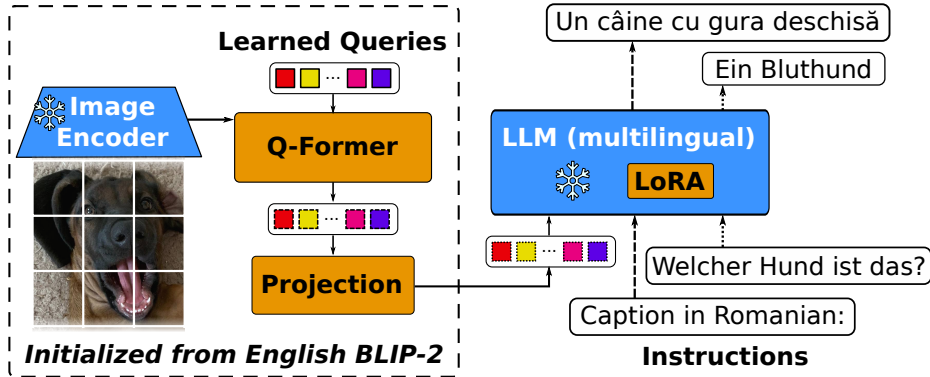 Learned Queries
Image
Encoder
Q-Former
Projection
Initialized from English BLIP-2
Un câine cu gura deschisă
Ein Bluthund
LLM (multilingual)
LoRA
Welcher Hund ist das?
Caption in Romanian:
Instructions